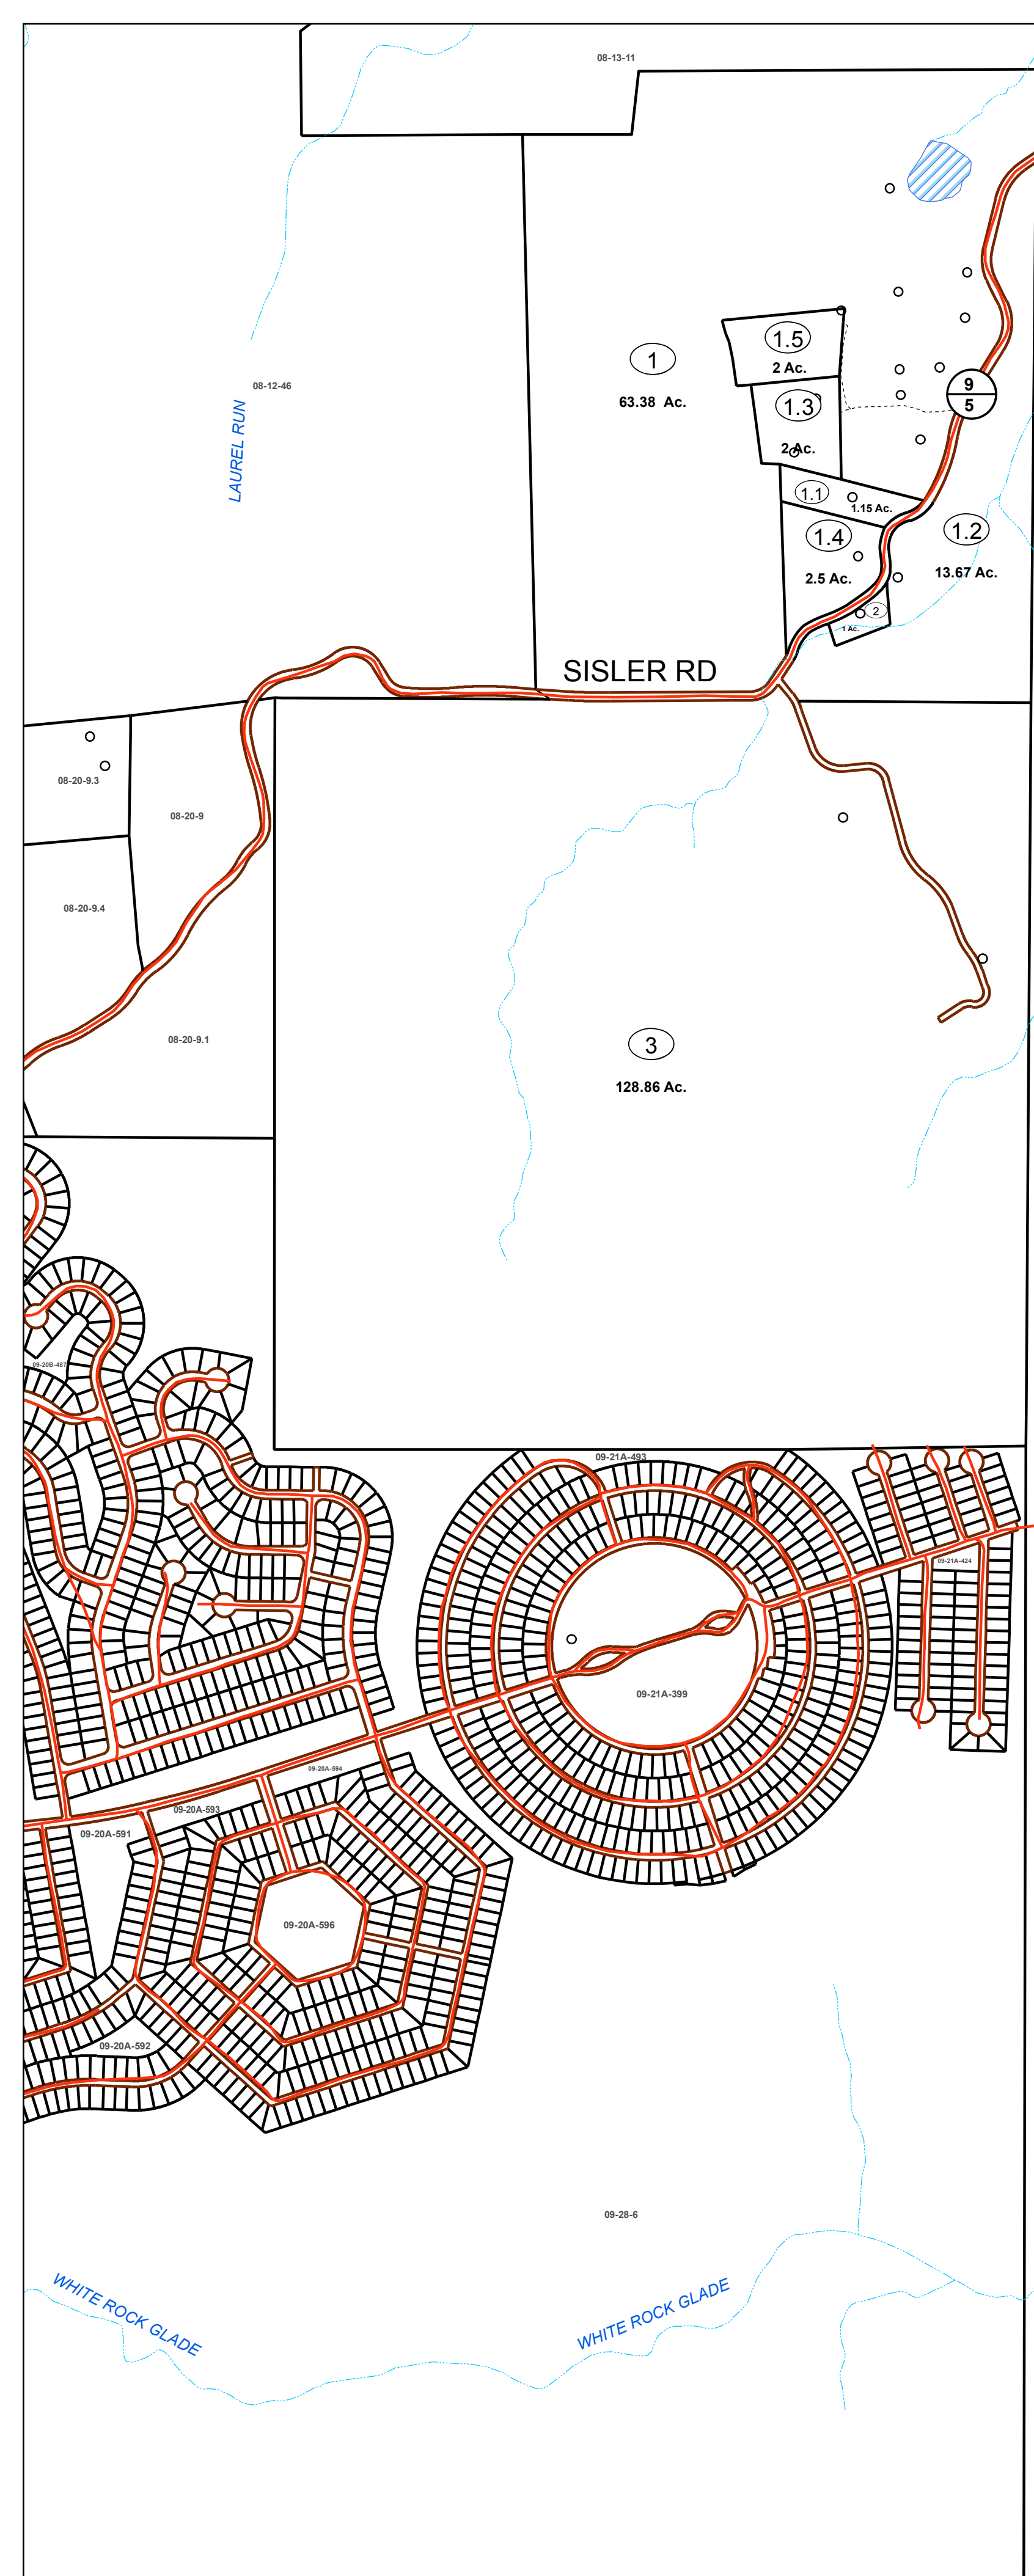 08-13-11
1.5
2 Ac.
1
63.38 Ac.
08-12-46
LAUREL RUN
9
5
1.3
2 Ac.
1.1
1.15 Ac.
1.4
2.5 Ac.
1.2
13.67 Ac.
2
1 Ac.
SISLER RD
08-20-9.3
08-20-9
08-20-9.4
08-20-9.1
3
128.86 Ac.
09-20B-487
09-21A-493
09-21A-424
09-21A-399
09-20A-594
09-20A-593
09-20A-591
09-20A-596
09-20A-592
09-28-6
WHITE ROCK GLADE
WHITE ROCK GLADE